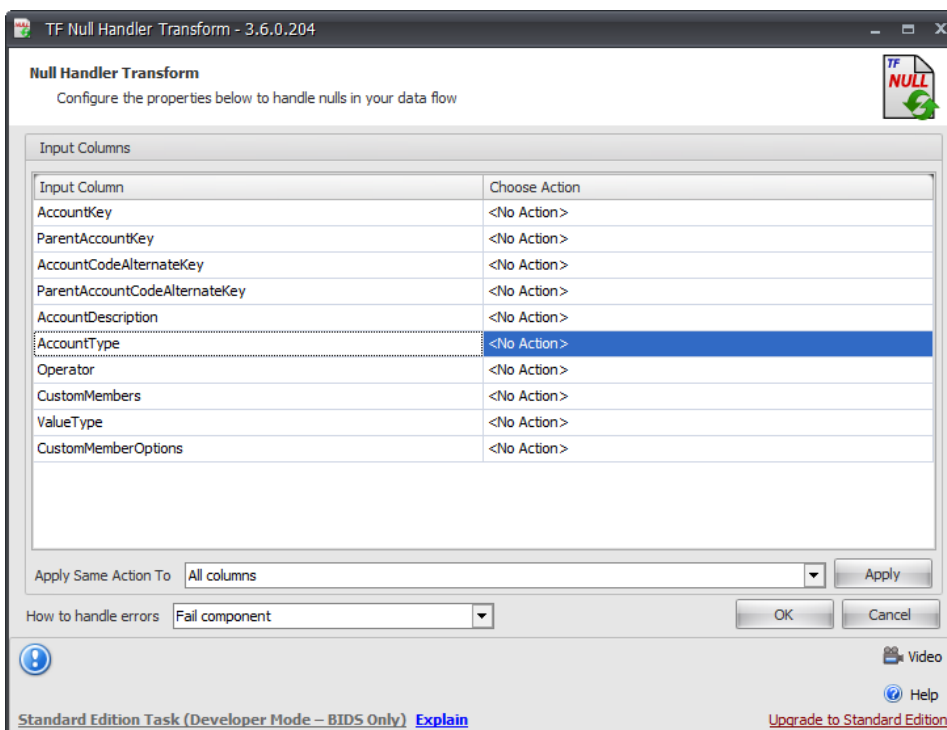 TF Null Handler Transform - 3.6.0.204
Null Handler Transform
Configure the properties below to handle nulls in your data flow
TF
NULL
Input Columns
Input Column Choose Action
AccountKey <No Action>
ParentAccountKey <No Action>
AccountCodeAlternateKey <No Action>
ParentAccountCodeAlternateKey <No Action>
AccountDescription <No Action>
AccountType <No Action>
Operator <No Action>
CustomMembers <No Action>
ValueType <No Action>
CustomMemberOptions <No Action>
Apply Same Action To All columns Apply
How to handle errors Fail component OK Cancel
Video
Help
Standard Edition Task (Developer Mode – BIDS Only) Explain Upgrade to Standard Edition